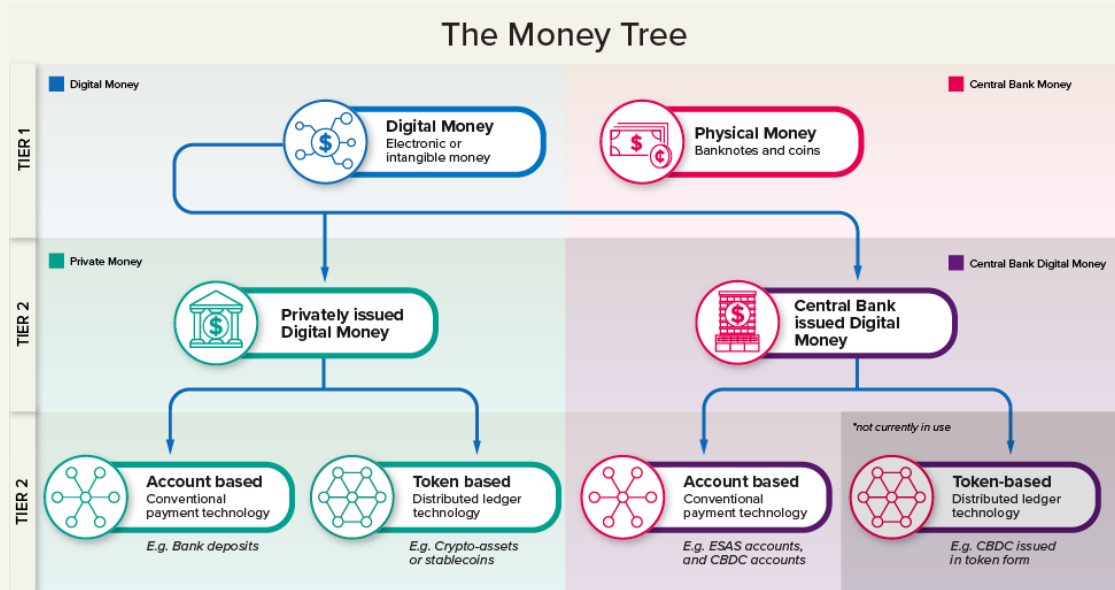 The Money Tree
TIER 1
Digital Money
Central Bank Money
$
Digital Money
Electronic or
intangible money
$
¢
Physical Money
Banknotes and coins
TIER 2
Private Money
Central Bank Digital Money
$
Privately issued
Digital Money
$
Central Bank
issued Digital
Money
TIER 2
*not currently in use
Account based
Conventional
payment technology
E.g. Bank deposits
Token based
Distributed ledger
technology
E.g. Crypto-assets
or stablecoins
Account based
Conventional
payment technology
E.g. ESAS accounts,
and CBDC accounts
Token-based
Distributed ledger
technology
E.g. CBDC issued
in token form